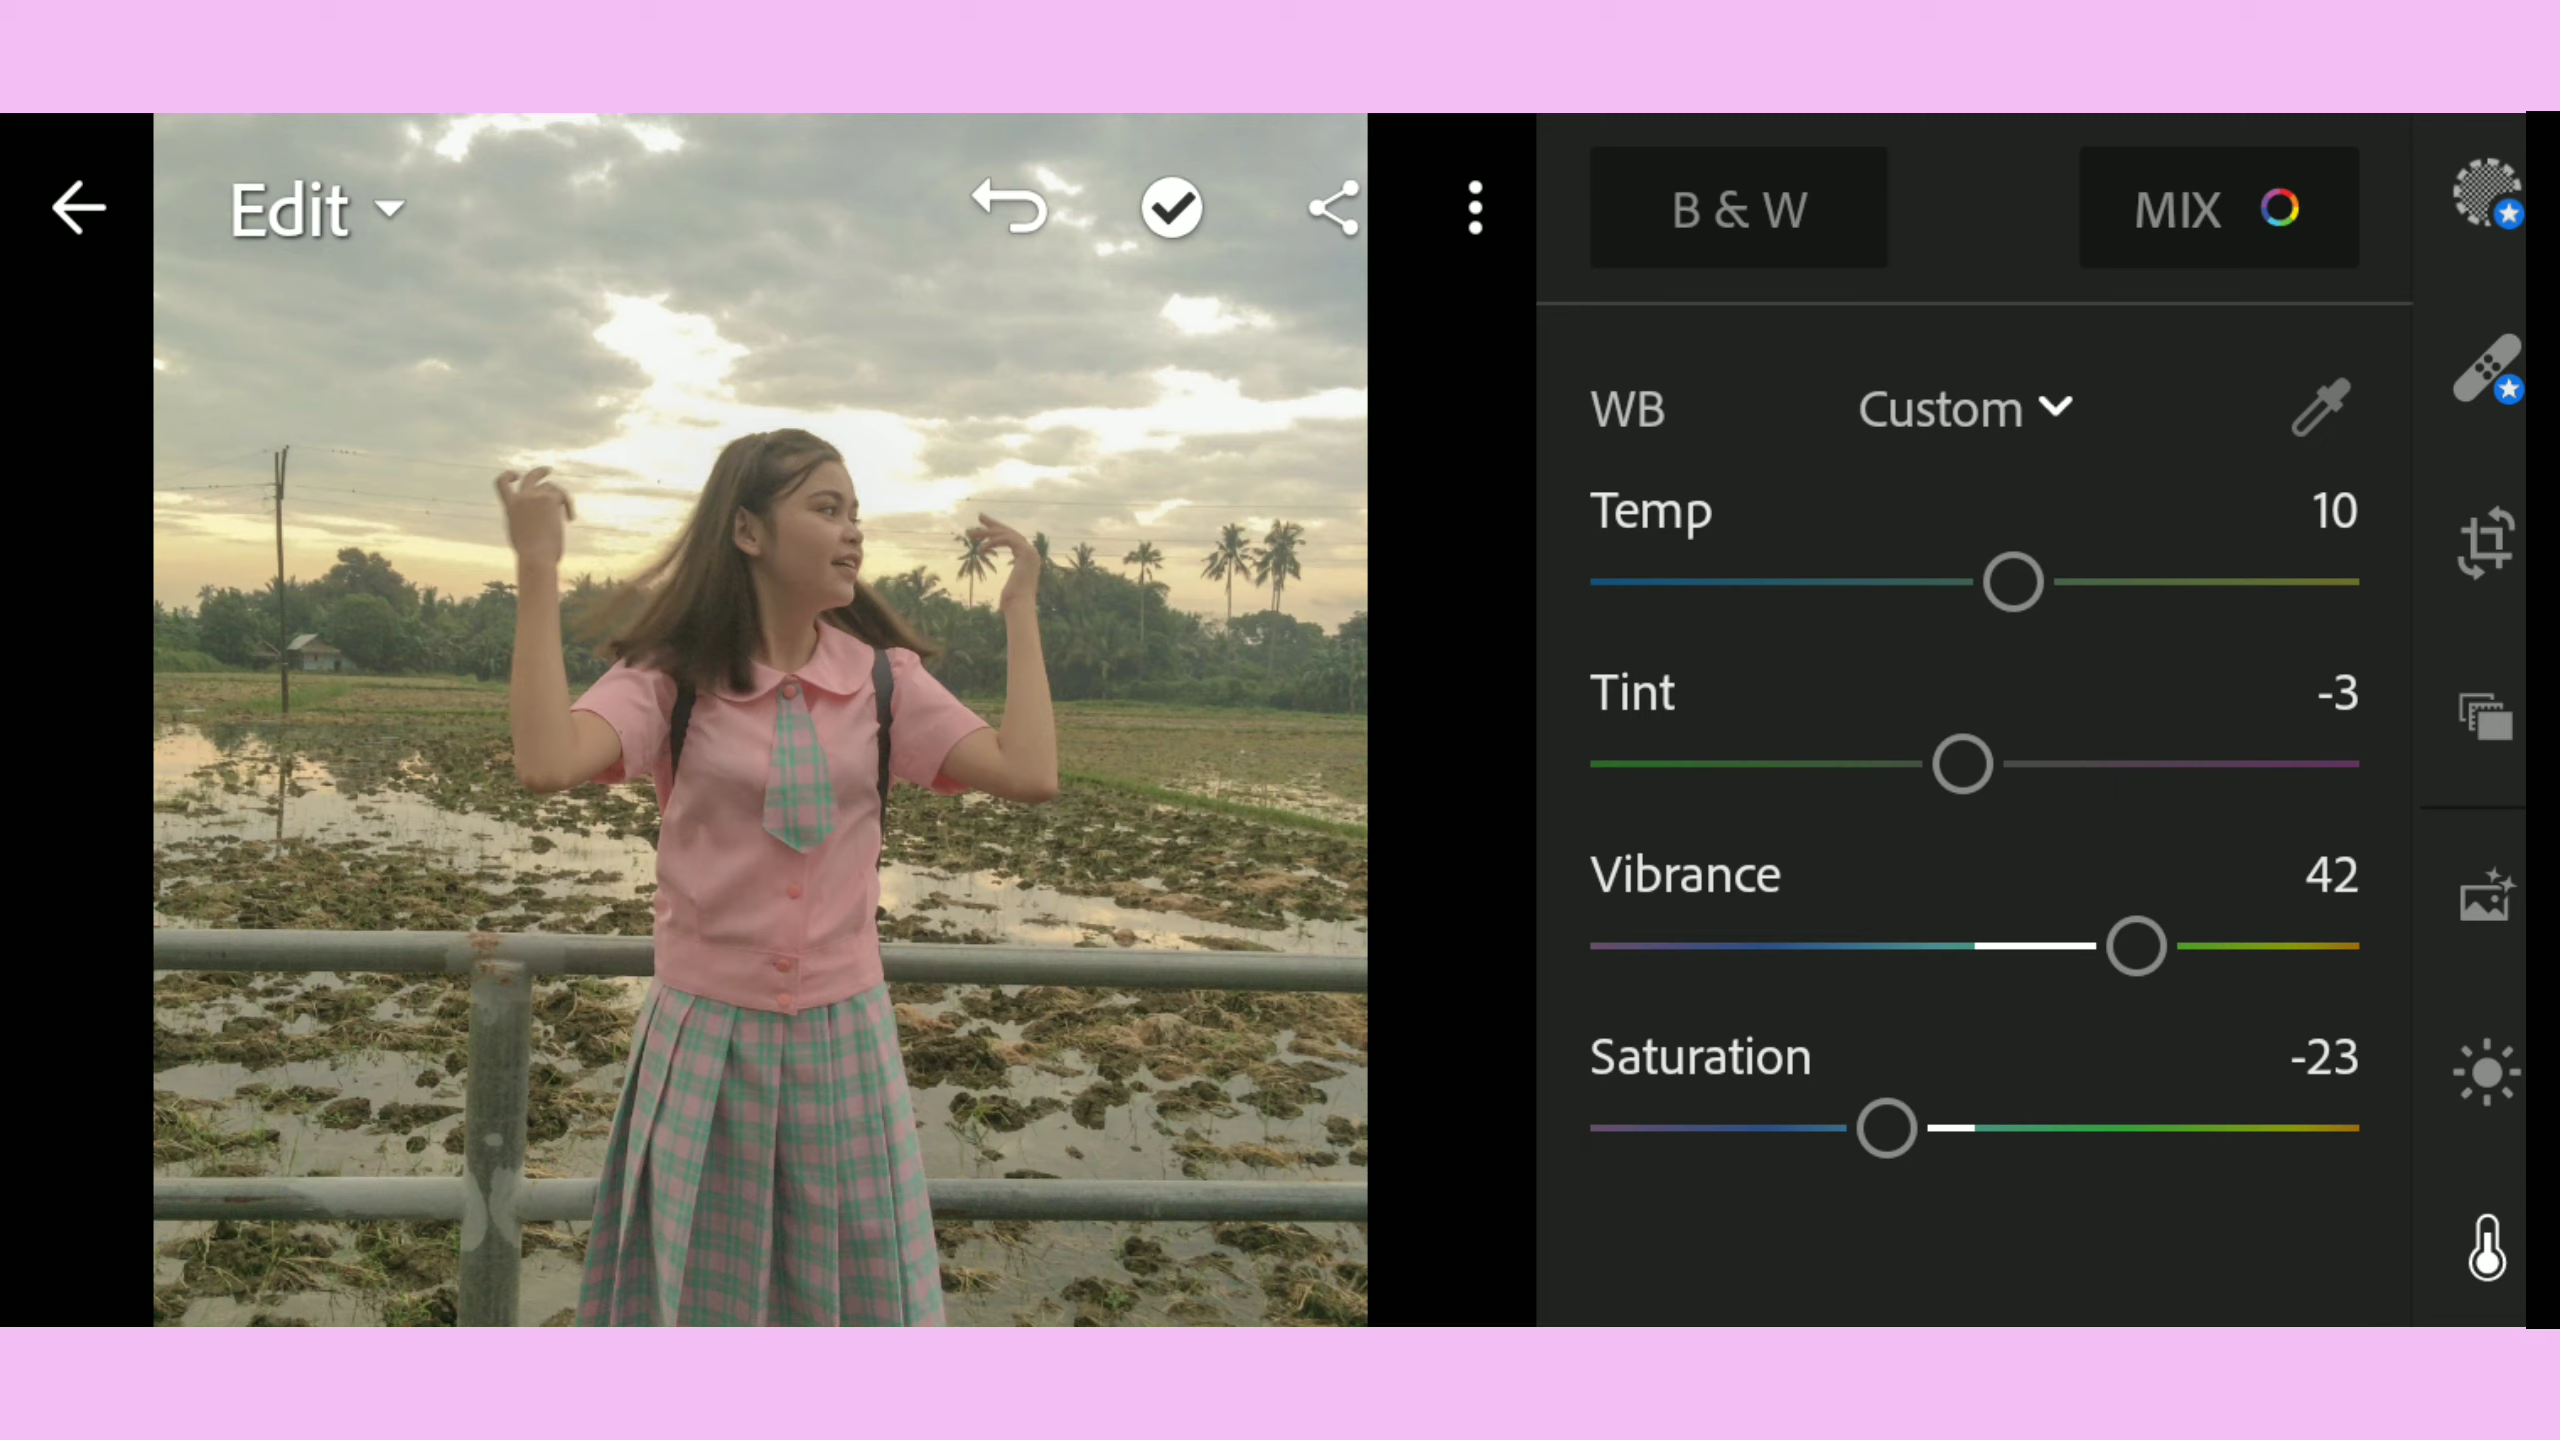 Edit
B & W
MIX
WB Custom
Temp 10
Tint -3
Vibrance 42
Saturation -23